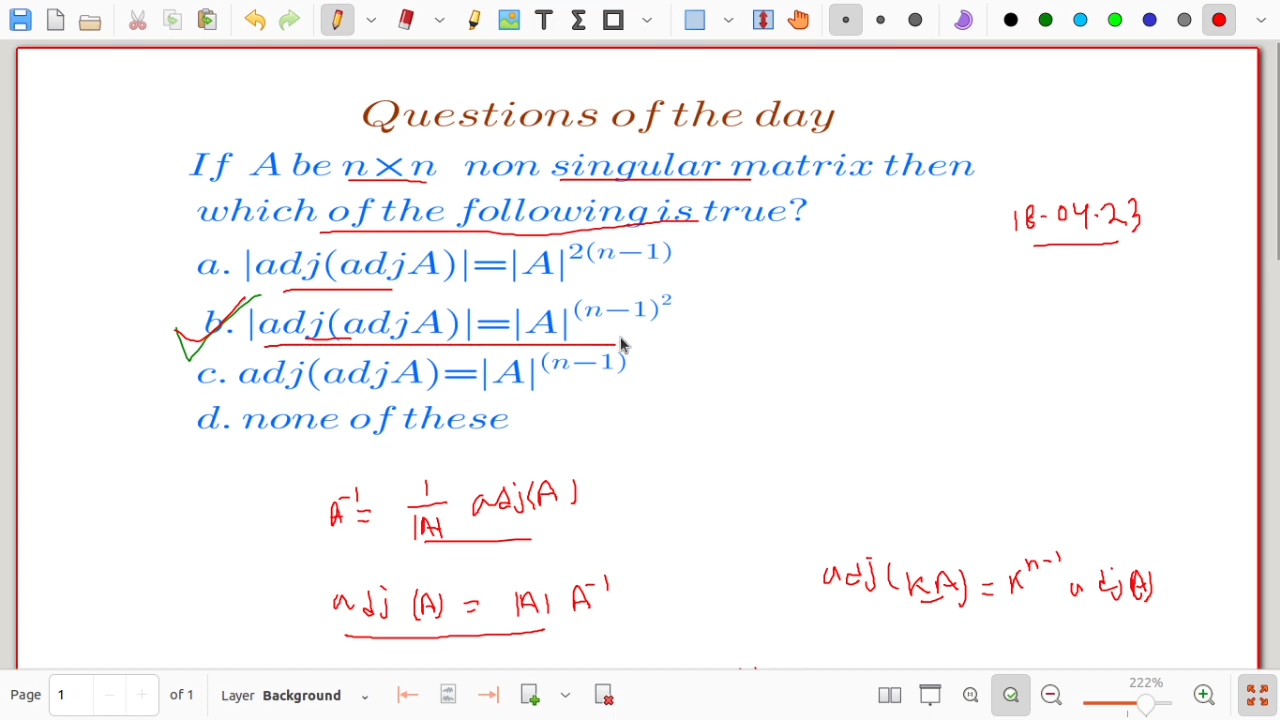 Questions of the day
If A be n×n non singular matrix then
which of the following is true?
a. |adj(adjA)|=|A|^{2(n-1)}
18-04-23
b. |adj(adjA)|=|A|^{(n-1)^2}
c. adj(adjA)=|A|^{(n-1)}
d. none of these
A^{-1} = 1/|A| adj(A)
adj(KA) = K^{n-1} adj(A)
adj(A) = |A| A^{-1}
Page 1 of 1 Layer Background 222%